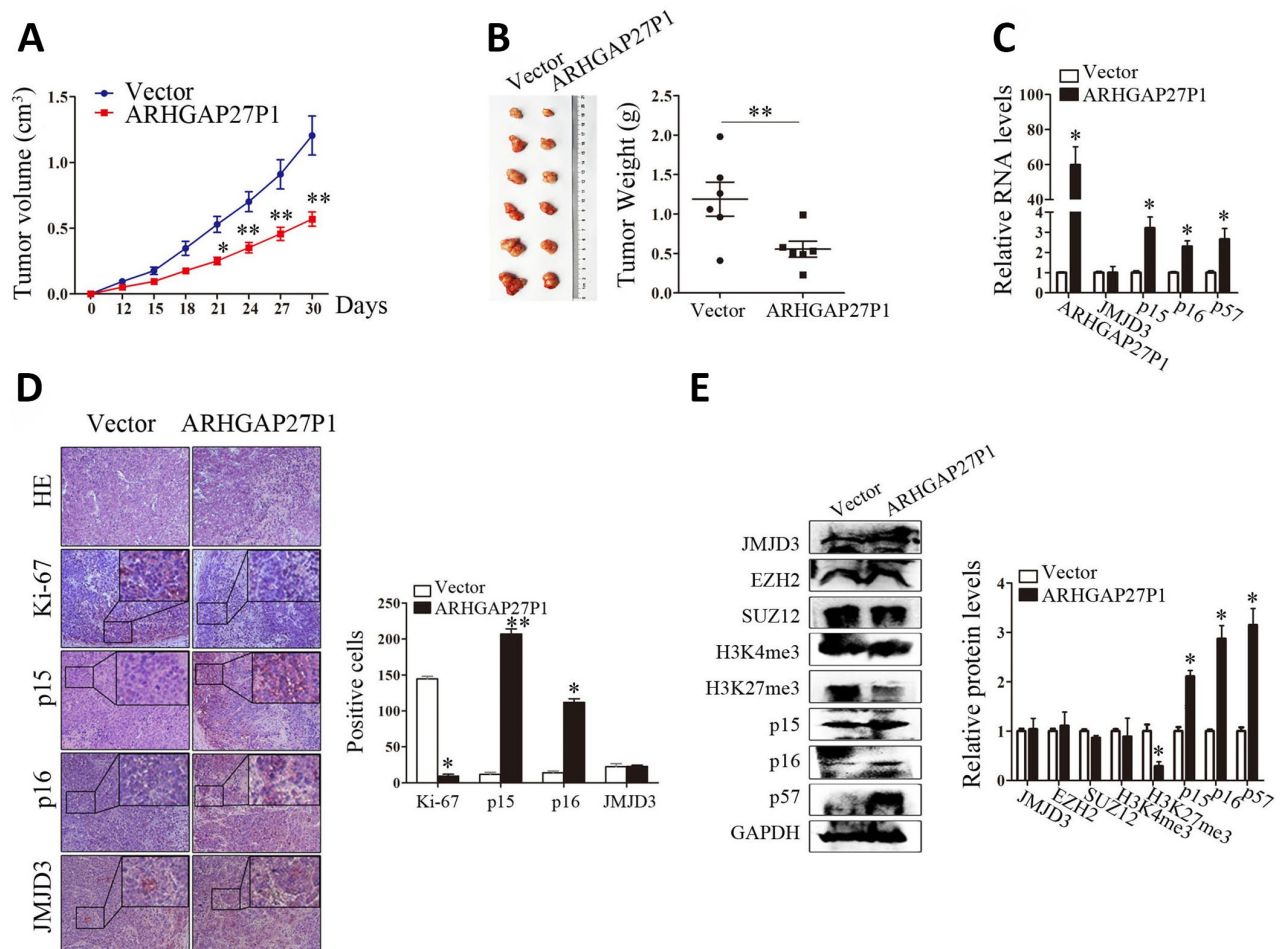 A
Vector
ARHGAP27P1
Tumor volume (cm³)
1.5
1.0
0.5
0.0
0 12 15 18 21 24 27 30 Days
* ** ** **
B
Vector ARHGAP27P1
Tumor Weight (g)
2.5
2.0
1.5
1.0
0.5
0.0
**
Vector ARHGAP27P1
C
Vector
ARHGAP27P1
Relative RNA levels
100
80
60
40
5
4
3
2
1
0
* * * *
ARHGAP27P1 JMJD3 p15 p16 p57
D
Vector ARHGAP27P1
HE
Ki-67
p15
p16
JMJD3
Vector
ARHGAP27P1
Positive cells
250
200
150
100
50
0
* ** *
Ki-67 p15 p16 JMJD3
E
Vector ARHGAP27P1
JMJD3
EZH2
SUZ12
H3K4me3
H3K27me3
p15
p16
p57
GAPDH
Vector
ARHGAP27P1
Relative protein levels
4
3
2
1
0
* * * *
JMJD3 EZH2 SUZ12 H3K4me3 H3K27me3 p15 p16 p57